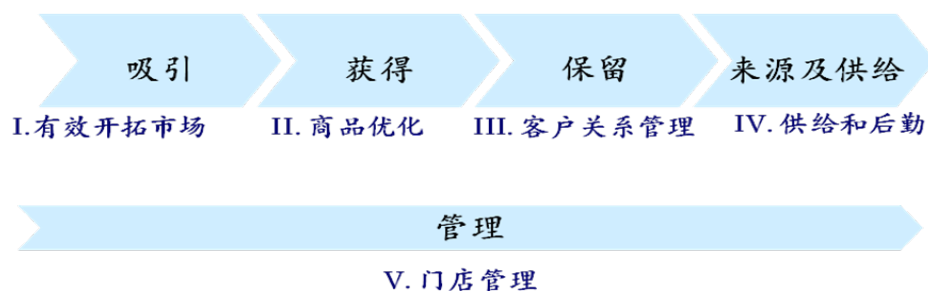 吸引 获得 保留 来源及供给
I.有效开拓市场 II. 商品优化 III. 客户关系管理 IV. 供给和后勤
管理
V. 门店管理